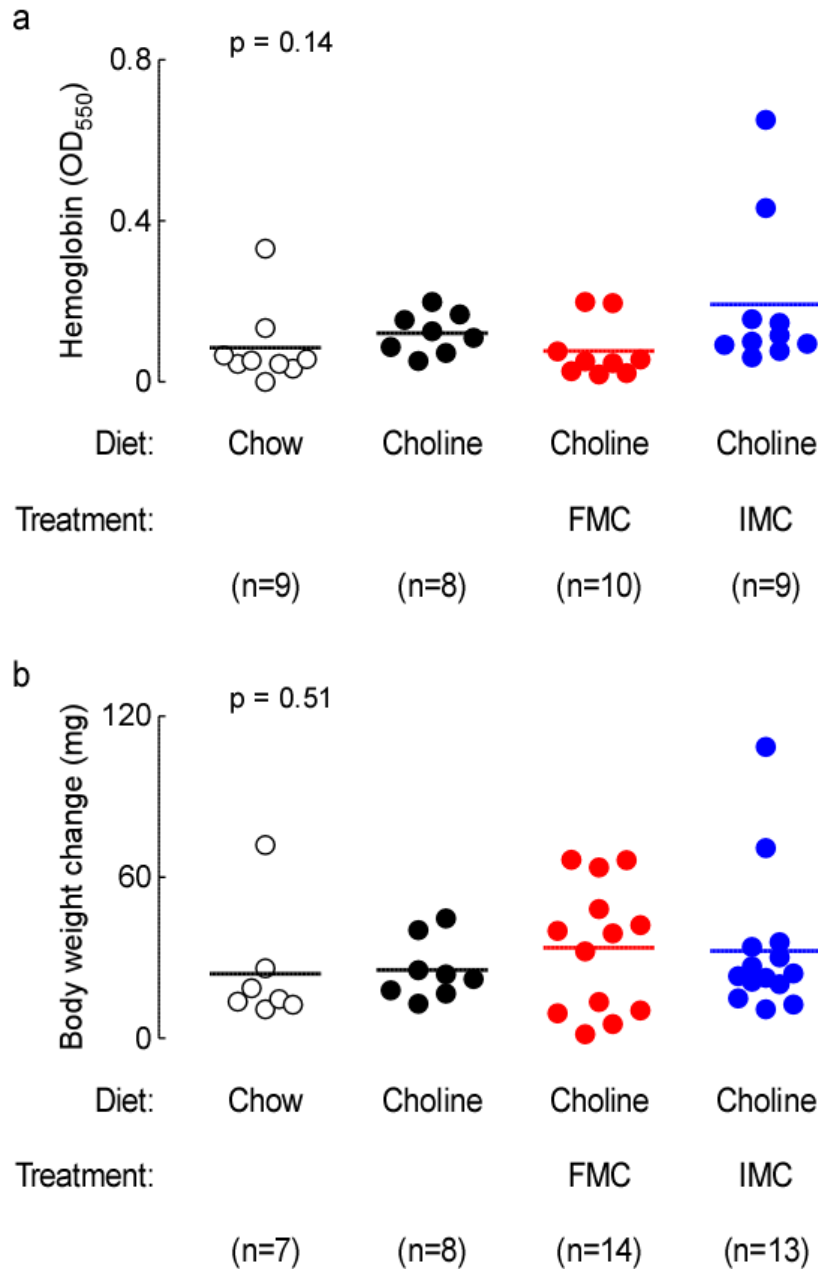 a
p = 0.14
0.8
0.4
0
Hemoglobin (OD550)
Diet: Chow Choline Choline Choline
Treatment: FMC IMC
(n=9) (n=8) (n=10) (n=9)
b
p = 0.51
120
60
0
Body weight change (mg)
Diet: Chow Choline Choline Choline
Treatment: FMC IMC
(n=7) (n=8) (n=14) (n=13)